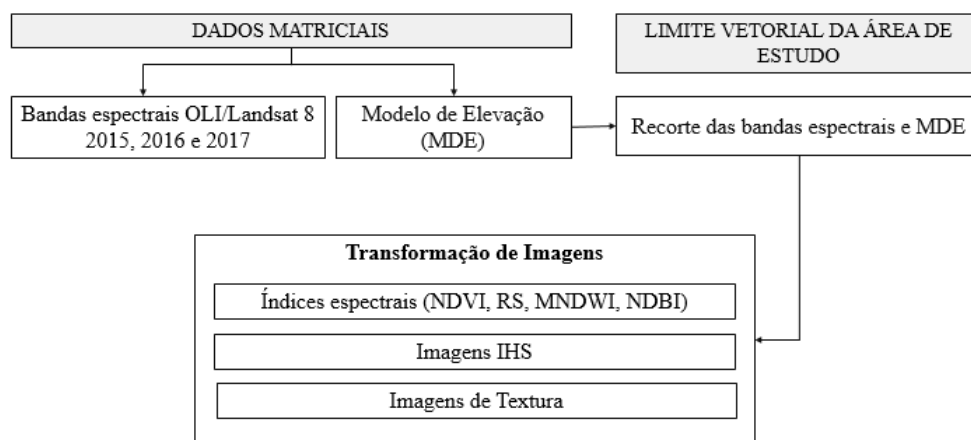 DADOS MATRICIAIS
LIMITE VETORIAL DA ÁREA DE
ESTUDO
Bandas espectrais OLI/Landsat 8
2015, 2016 e 2017
Modelo de Elevação
(MDE)
Recorte das bandas espectrais e MDE
Transformação de Imagens
Índices espectrais (NDVI, RS, MNDWI, NDBI)
Imagens IHS
Imagens de Textura